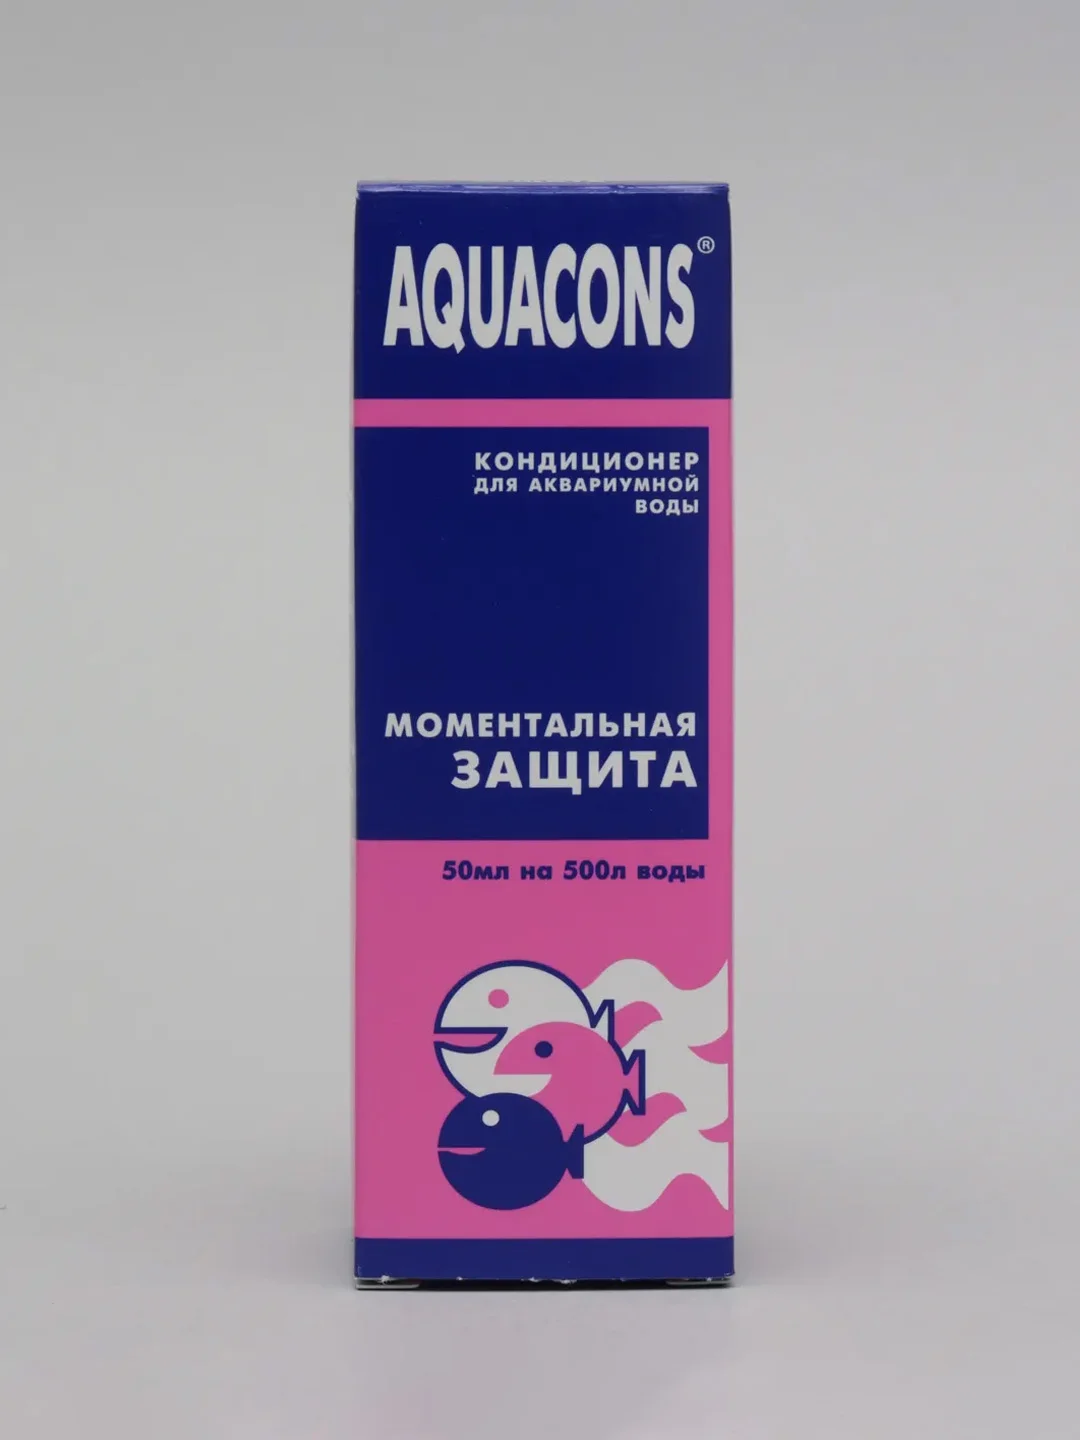 AQUACONS®
КОНДИЦИОНЕР
ДЛЯ АКВАРИУМНОЙ
ВОДЫ
МОМЕНТАЛЬНАЯ
ЗАЩИТА
50мл на 500л воды